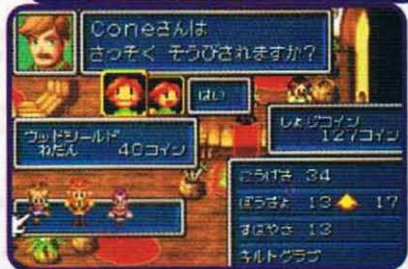 Coneさんは
さっそく そうびされますか?
はい
ウッドシールド
ねだん 40コイン
しょじコイン
127コイン
こうげき 34
ぼうぎょ 13 17
すばやさ 13
キルトグラブ